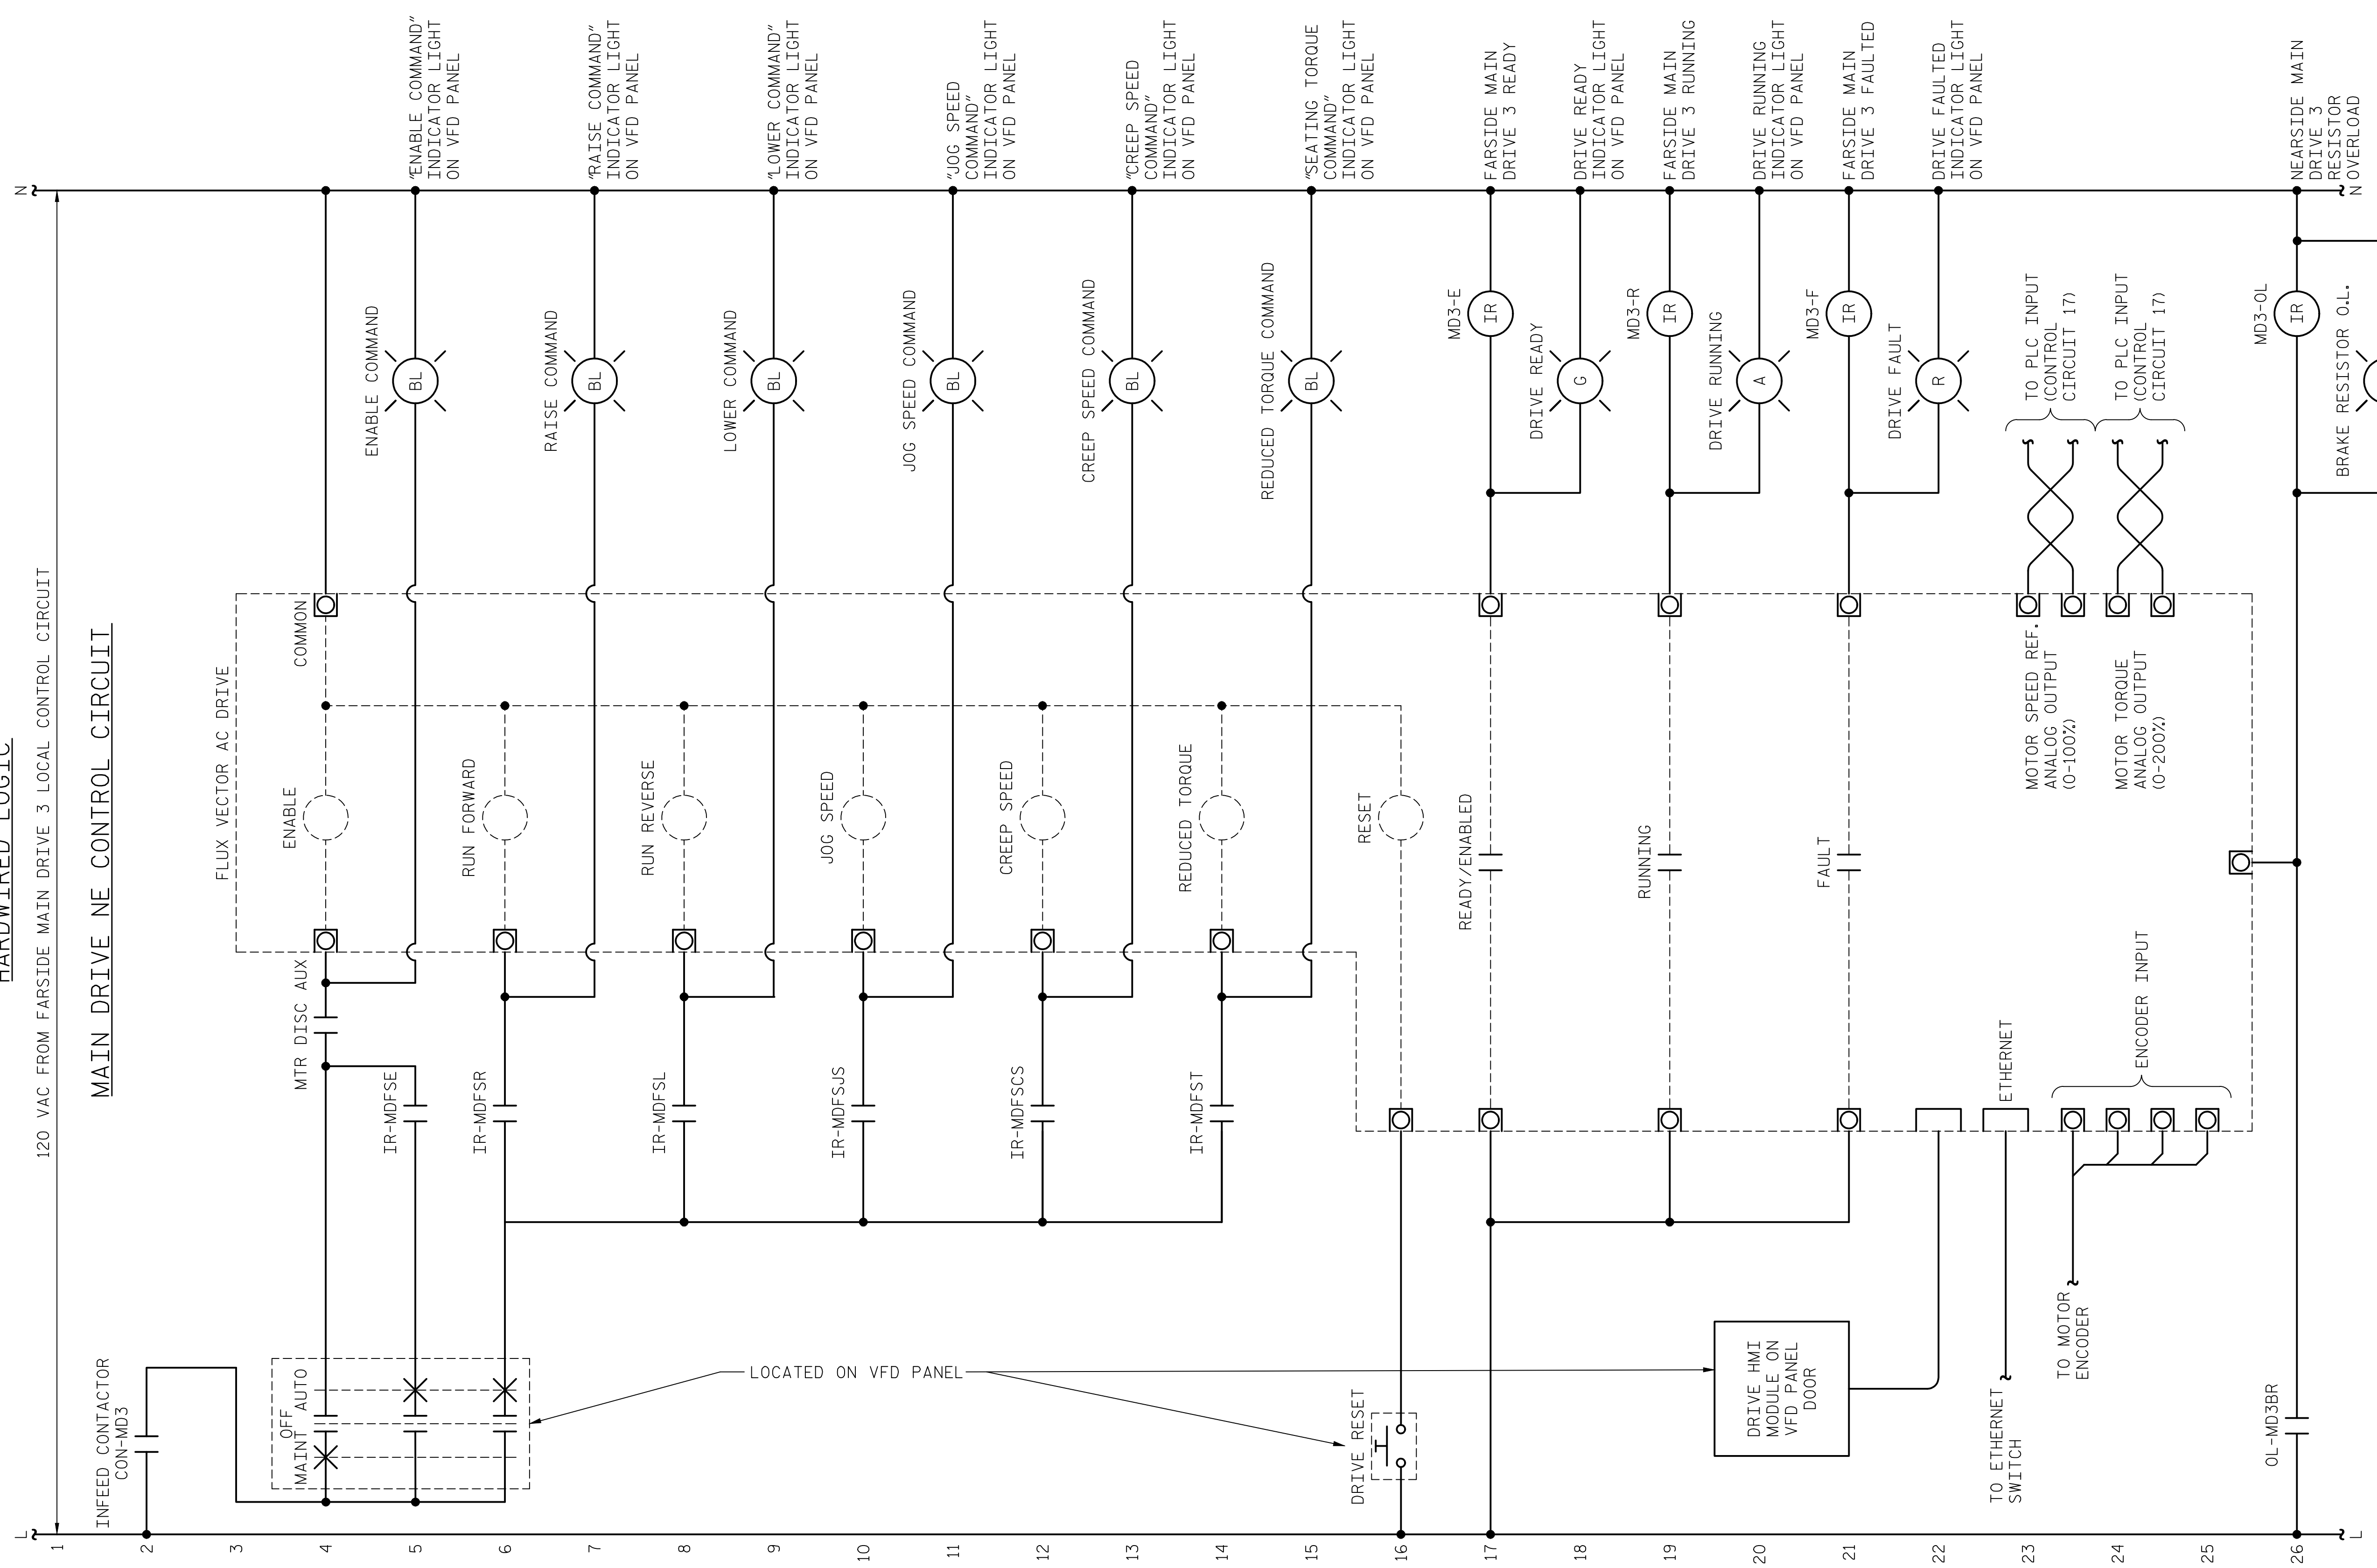 HARDWIRED LOGIC
120 VAC FROM FARSIDE MAIN DRIVE 3 LOCAL CONTROL CIRCUIT
MAIN DRIVE NE CONTROL CIRCUIT
L
N
1
2
INFEED CONTACTOR
CON-MD3
3
FLUX VECTOR AC DRIVE
OFF
MAINT AUTO
4
MTR DISC AUX
ENABLE
COMMON
5
IR-MDFSE
ENABLE COMMAND
"ENABLE COMMAND"
INDICATOR LIGHT
ON VFD PANEL
BL
6
IR-MDFSR
RUN FORWARD
7
RAISE COMMAND
BL
"RAISE COMMAND"
INDICATOR LIGHT
ON VFD PANEL
8
IR-MDFSL
RUN REVERSE
9
LOWER COMMAND
BL
"LOWER COMMAND"
INDICATOR LIGHT
ON VFD PANEL
10
IR-MDFSJS
JOG SPEED
11
JOG SPEED COMMAND
BL
"JOG SPEED
COMMAND"
INDICATOR LIGHT
ON VFD PANEL
LOCATED ON VFD PANEL
12
IR-MDFSCS
CREEP SPEED
13
CREEP SPEED COMMAND
BL
"CREEP SPEED
COMMAND"
INDICATOR LIGHT
ON VFD PANEL
14
IR-MDFST
REDUCED TORQUE
15
REDUCED TORQUE COMMAND
BL
"SEATING TORQUE
COMMAND"
INDICATOR LIGHT
ON VFD PANEL
16
DRIVE RESET
RESET
17
READY/ENABLED
MD3-E
IR
FARSIDE MAIN
DRIVE 3 READY
18
DRIVE READY
G
DRIVE READY
INDICATOR LIGHT
ON VFD PANEL
19
RUNNING
MD3-R
IR
FARSIDE MAIN
DRIVE 3 RUNNING
20
DRIVE RUNNING
A
DRIVE RUNNING
INDICATOR LIGHT
ON VFD PANEL
DRIVE HMI
MODULE ON
VFD PANEL
DOOR
21
FAULT
MD3-F
IR
FARSIDE MAIN
DRIVE 3 FAULTED
22
DRIVE FAULT
R
DRIVE FAULTED
INDICATOR LIGHT
ON VFD PANEL
23
TO ETHERNET
SWITCH
ETHERNET
MOTOR SPEED REF.
ANALOG OUTPUT
(0-100%)
TO PLC INPUT
(CONTROL
CIRCUIT 17)
24
TO MOTOR
ENCODER
ENCODER INPUT
MOTOR TORQUE
ANALOG OUTPUT
(0-200%)
TO PLC INPUT
(CONTROL
CIRCUIT 17)
25
26
OL-MD3BR
MD3-OL
IR
NEARSIDE MAIN
DRIVE 3
RESISTOR
OVERLOAD
BRAKE RESISTOR O.L.
L
N